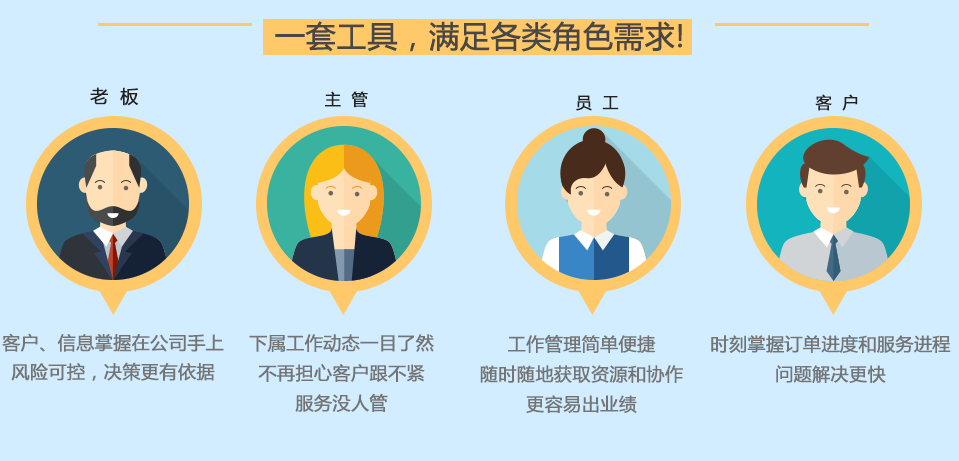 一套工具，满足各类角色需求!
老 板
主 管
员 工
客 户
客户、信息掌握在公司手上
风险可控，决策更有依据
下属工作动态一目了然
不再担心客户跟不紧
服务没人管
工作管理简单便捷
随时随地获取资源和协作
更容易出业绩
时刻掌握订单进度和服务进程
问题解决更快